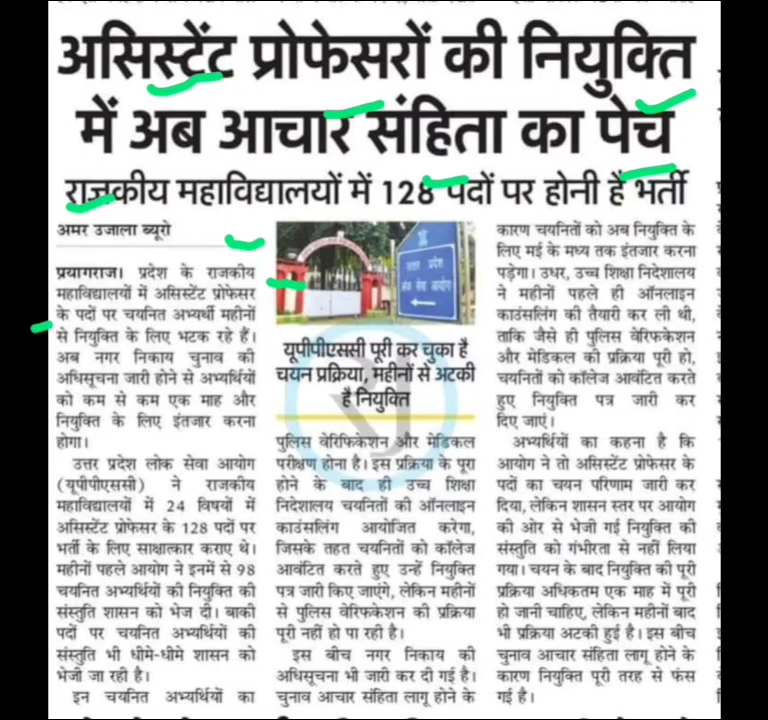 असिस्टेंट प्रोफेसरों की नियुक्ति
में अब आचार संहिता का पेच
राजकीय महाविद्यालयों में 128 पदों पर होनी है भर्ती
अमर उजाला ब्यूरो
प्रयागराज। प्रदेश के राजकीय
महाविद्यालयों में असिस्टेंट प्रोफेसर
के पदों पर चयनित अभ्यर्थी महीनों
से नियुक्ति के लिए भटक रहे हैं।
अब नगर निकाय चुनाव की
अधिसूचना जारी होने से अभ्यर्थियों
को कम से कम एक माह और
नियुक्ति के लिए इंतजार करना
होगा।
उत्तर प्रदेश लोक सेवा आयोग
(यूपीपीएससी) ने राजकीय
महाविद्यालयों में 24 विषयों में
असिस्टेंट प्रोफेसर के 128 पदों पर
भर्ती के लिए साक्षात्कार कराए थे।
महीनों पहले आयोग ने इनमें से 98
चयनित अभ्यर्थियों की नियुक्ति की
संस्तुति शासन को भेज दी। बाकी
पदों पर चयनित अभ्यर्थियों की
संस्तुति भी धीमे-धीमे शासन को
भेजी जा रही है।
इन चयनित अभ्यर्थियों का
उत्तर प्रदेश
लोक सेवा आयोग
यूपीपीएससी पूरी कर चुका है
चयन प्रक्रिया, महीनों से अटकी
है नियुक्ति
पुलिस वेरिफिकेशन और मेडिकल
परीक्षण होना है। इस प्रक्रिया के पूरा
होने के बाद ही उच्च शिक्षा
निदेशालय चयनितों की ऑनलाइन
काउंसलिंग आयोजित करेगा,
जिसके तहत चयनितों को कॉलेज
आवंटित करते हुए उन्हें नियुक्ति
पत्र जारी किए जाएंगे, लेकिन महीनों
से पुलिस वेरिफकेशन की प्रक्रिया
पूरी नहीं हो पा रही है।
इस बीच नगर निकाय की
अधिसूचना भी जारी कर दी गई है।
चुनाव आचार संहिता लागू होने के
कारण चयनितों को अब नियुक्ति के
लिए मई के मध्य तक इंतजार करना
पड़ेगा। उधर, उच्च शिक्षा निदेशालय
ने महीनों पहले ही ऑनलाइन
काउंसलिंग की तैयारी कर ली थी,
ताकि जैसे ही पुलिस वेरिफिकेशन
और मेडिकल की प्रक्रिया पूरी हो,
चयनितों को कॉलेज आवंटित करते
हुए नियुक्ति पत्र जारी कर
दिए जाएं।
अभ्यर्थियों का कहना है कि
आयोग ने तो असिस्टेंट प्रोफेसर के
पदों का चयन परिणाम जारी कर
दिया, लेकिन शासन स्तर पर आयोग
की ओर से भेजी गई नियुक्ति की
संस्तुति को गंभीरता से नहीं लिया
गया। चयन के बाद नियुक्ति की पूरी
प्रक्रिया अधिकतम एक माह में पूरी
हो जानी चाहिए, लेकिन महीनों बाद
भी प्रक्रिया अटकी हुई है। इस बीच
चुनाव आचार संहिता लागू होने के
कारण नियुक्ति पूरी तरह से फंस
गई है।